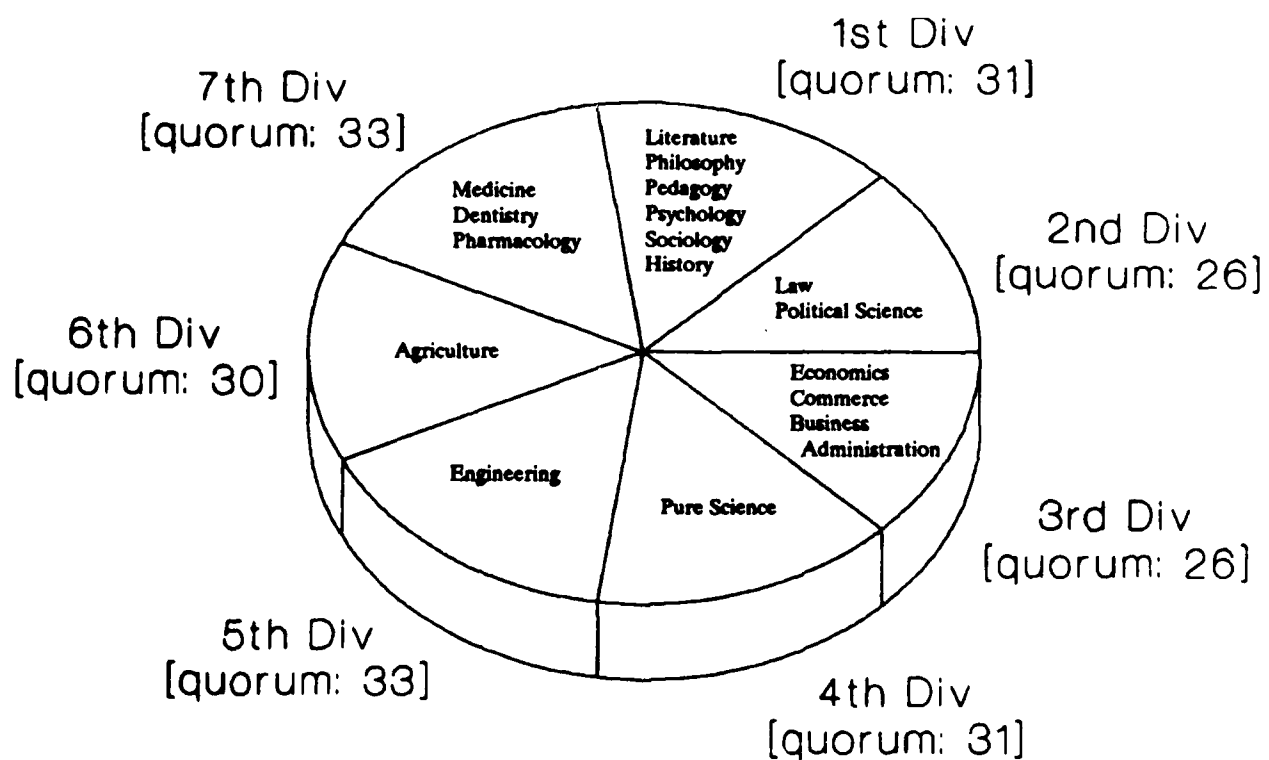 1st Div
[quorum: 31]
Literature
Philosophy
Pedagogy
Psychology
Sociology
History
2nd Div
[quorum: 26]
Law
Political Science
3rd Div
[quorum: 26]
Economics
Commerce
Business
Administration
4th Div
[quorum: 31]
Pure Science
5th Div
[quorum: 33]
Engineering
6th Div
[quorum: 30]
Agriculture
7th Div
[quorum: 33]
Medicine
Dentistry
Pharmacology